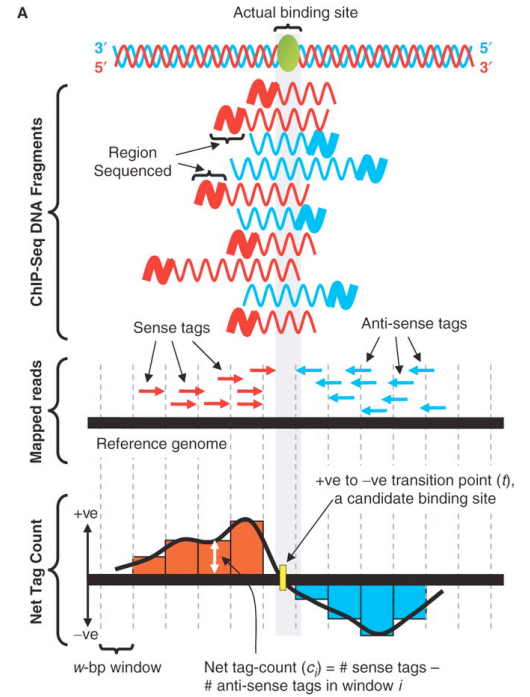 A
Actual binding site
3′ 5′
5′ 3′
ChIP-Seq DNA Fragments
Region
Sequenced
Sense tags
Anti-sense tags
Mapped reads
Reference genome
+ve to −ve transition point (t),
a candidate binding site
Net Tag Count
+ve
−ve
w-bp window
Net tag-count (ci) = # sense tags –
# anti-sense tags in window i